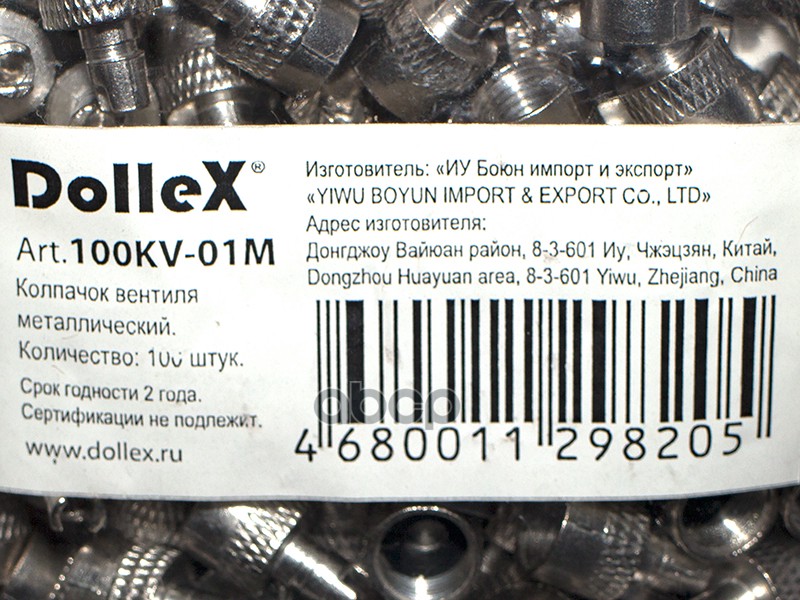 DolleX®
Art.100KV-01M
Колпачок вентиля
металлический.
Количество: 100 штук.
Срок годности 2 года.
Сертификации не подлежит.
www.dollex.ru
Изготовитель: «ИУ Боюн импорт и экспорт»
«YIWU BOYUN IMPORT & EXPORT CO., LTD»
Адрес изготовителя:
Донгджоу Вайюан район, 8-3-601 Иу, Чжэцзян, Китай,
Dongzhou Huayuan area, 8-3-601 Yiwu, Zhejiang, China
4 680011 298205